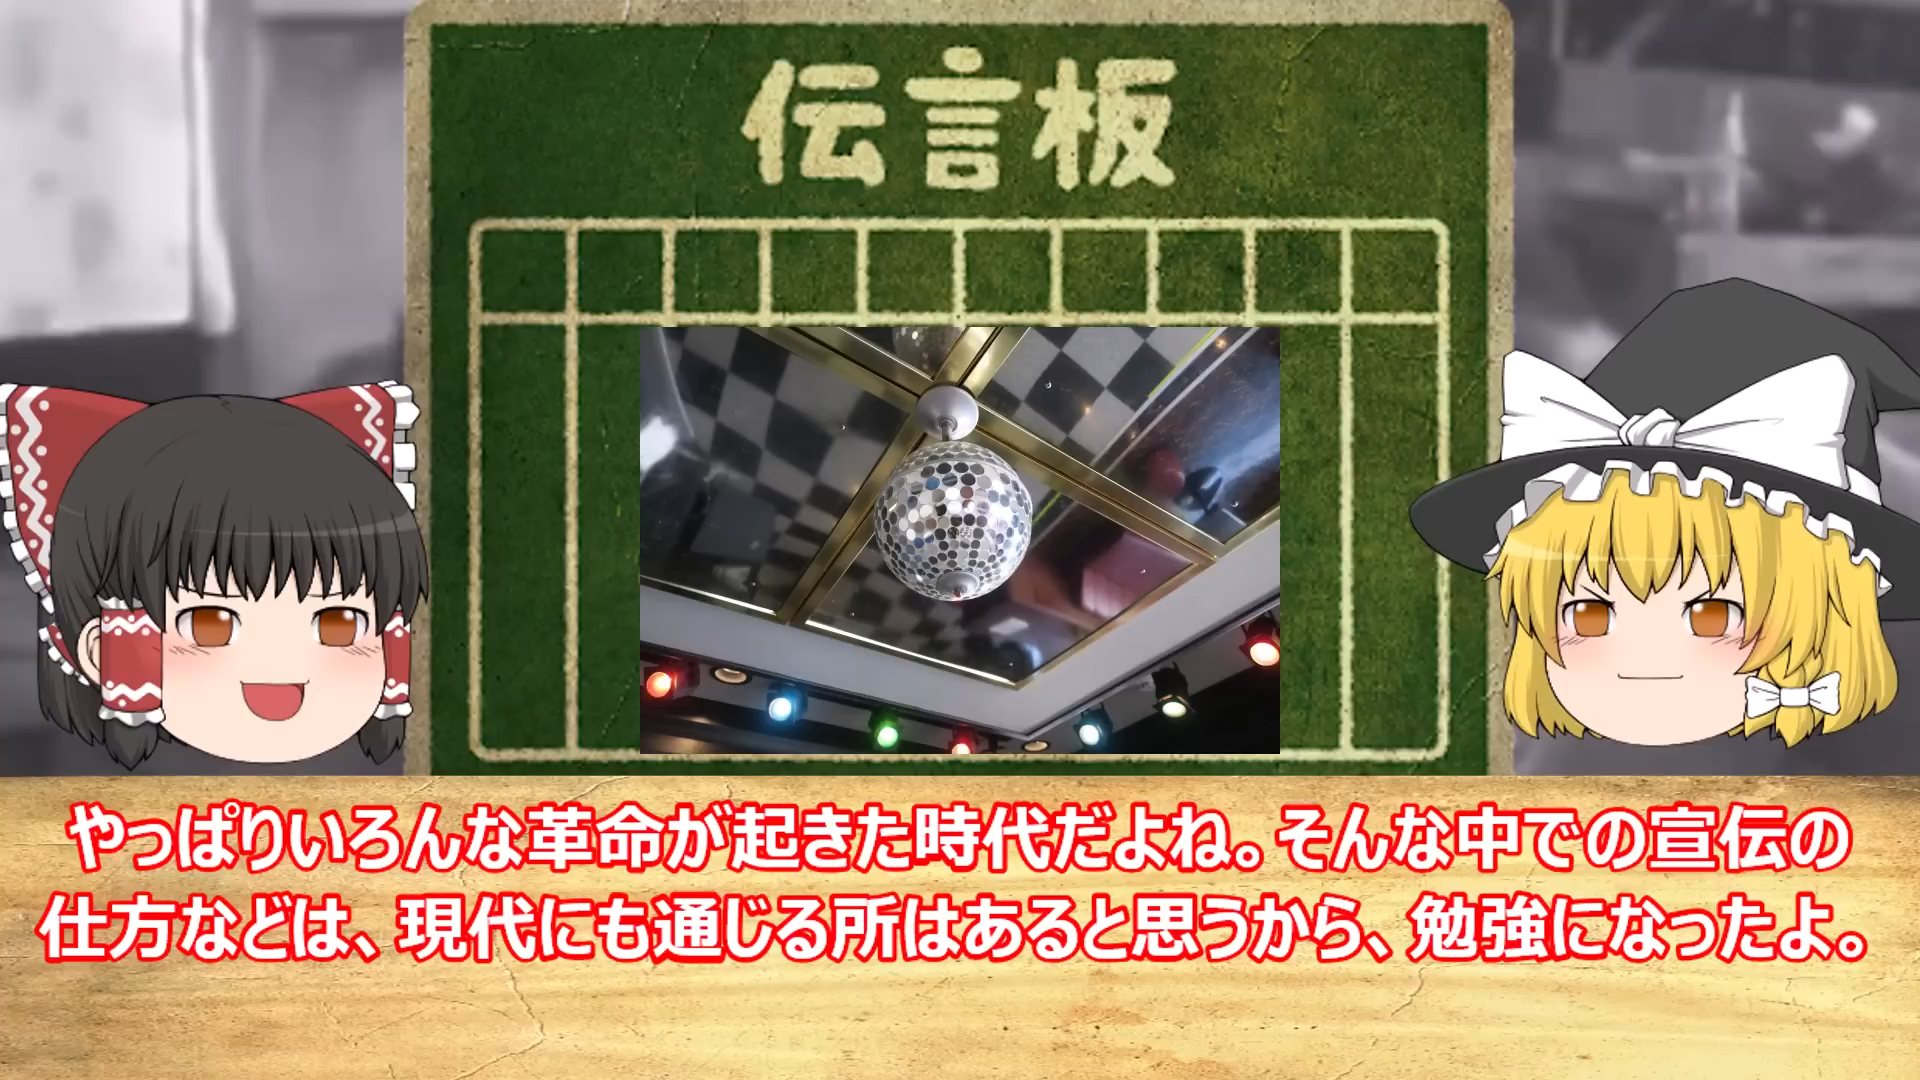 伝言板
やっぱりいろんな革命が起きた時代だよね。そんな中での宣伝の
仕方などは、現代にも通じる所はあると思うから、勉強になったよ。